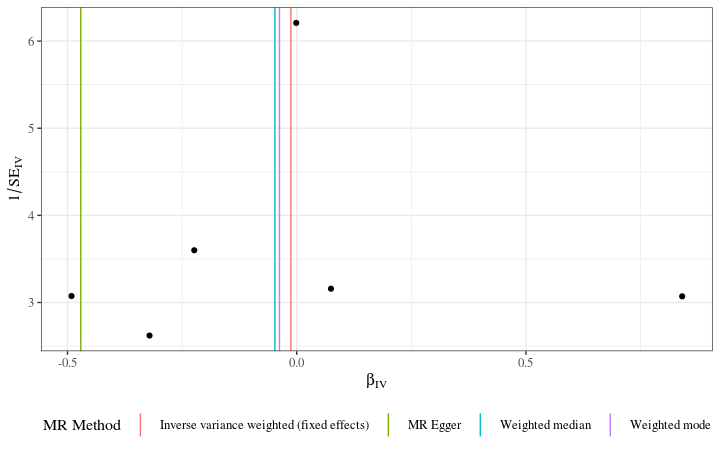 6
5
4
3
1/SE_IV
-0.5 0.0 0.5
β_IV
MR Method Inverse variance weighted (fixed effects) MR Egger Weighted median Weighted mode